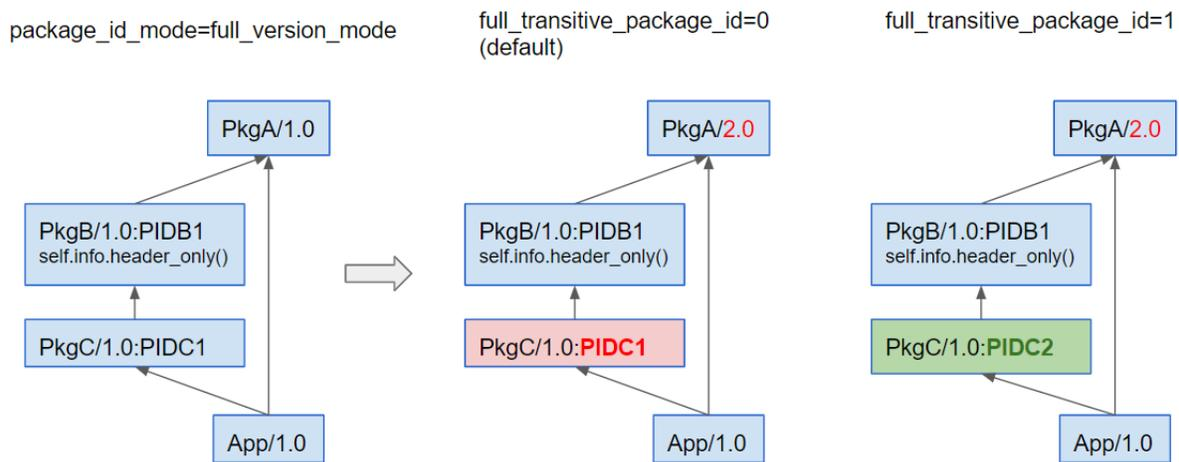 package_id_mode=full_version_mode
full_transitive_package_id=0
(default)
full_transitive_package_id=1
PkgA/1.0
PkgB/1.0:PIDB1
self.info.header_only()
PkgC/1.0:PIDC1
App/1.0
PkgA/2.0
PkgB/1.0:PIDB1
self.info.header_only()
PkgC/1.0:PIDC1
App/1.0
PkgA/2.0
PkgB/1.0:PIDB1
self.info.header_only()
PkgC/1.0:PIDC2
App/1.0